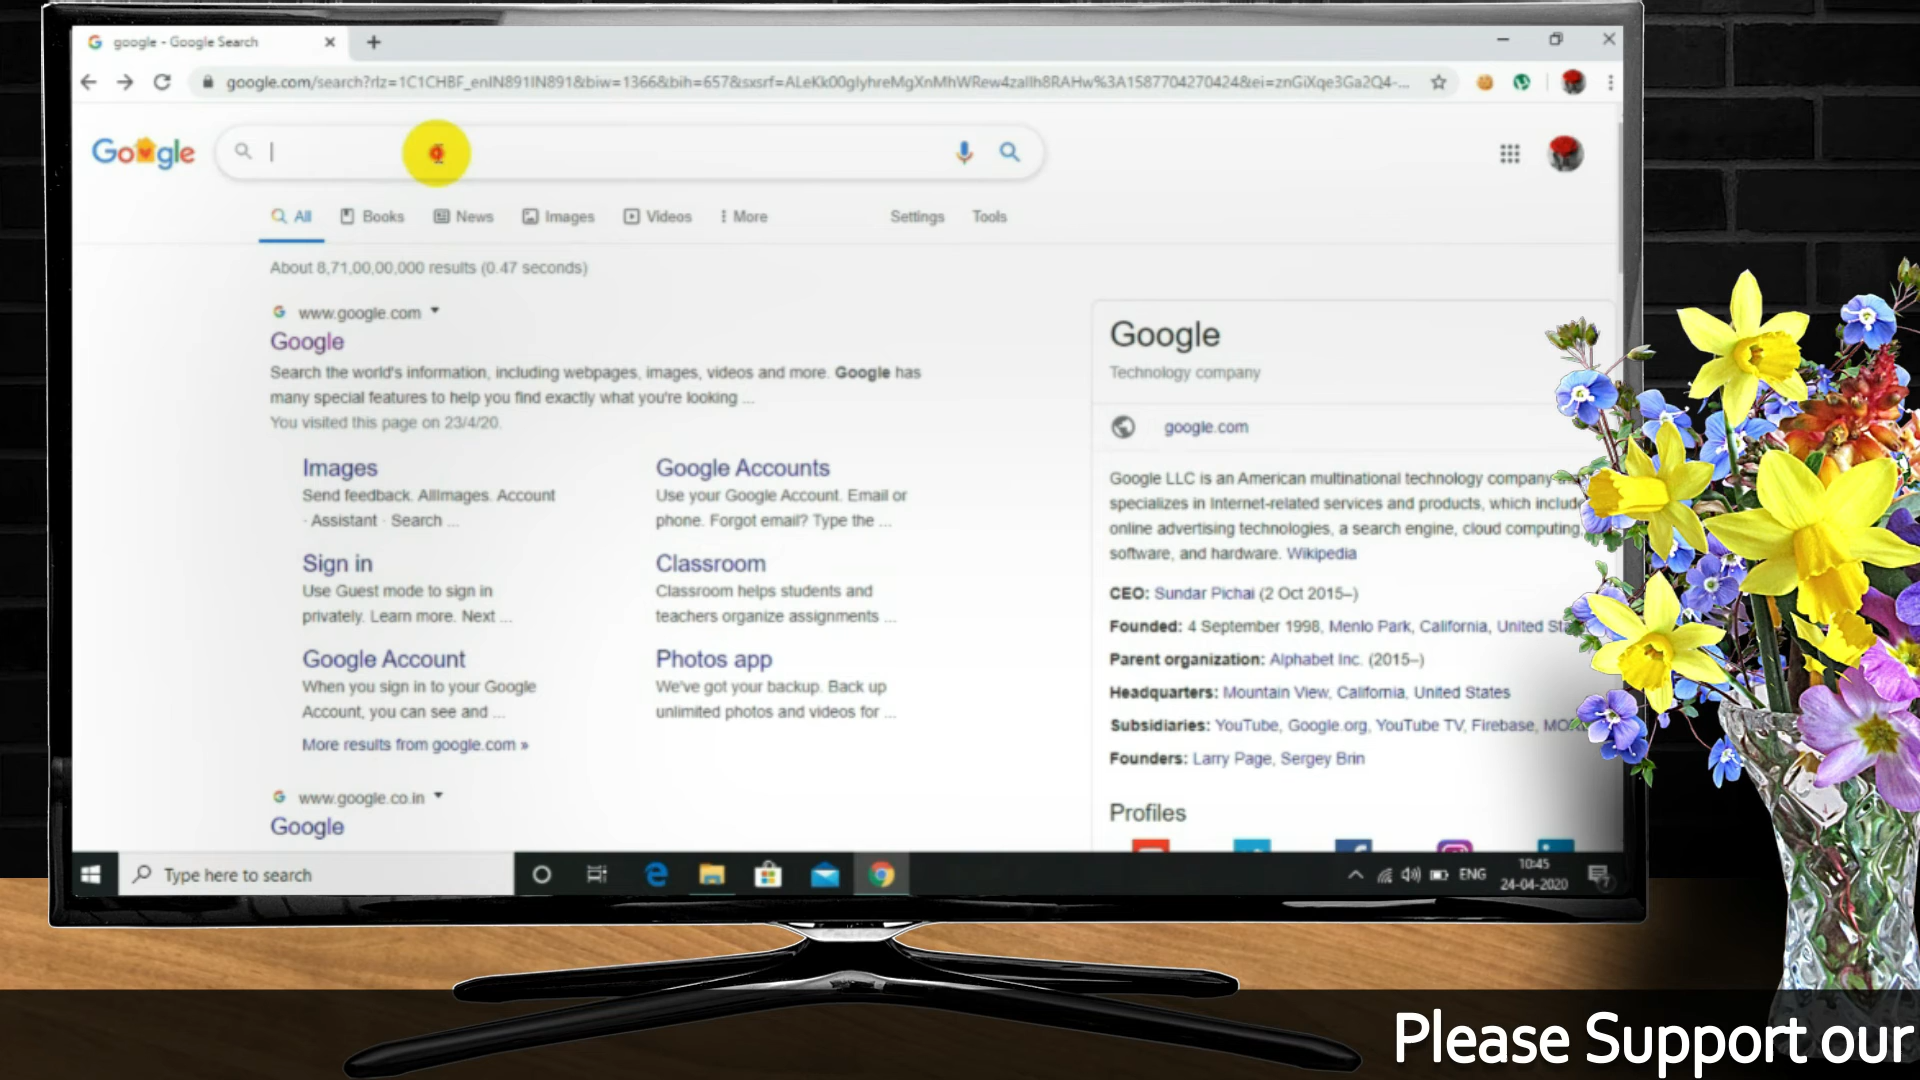 google - Google Search
google.com/search?rlz=1C1CHBF_enIN891IN891&biw=1366&bih=657&sxsrf=ALeKk00gIyhreMgXnMhWRew4zaIlh8RAHw%3A1587704270424&ei=znGiXqe3Ga2Q4-...
Google
All Books News Images Videos More Settings Tools
About 8,71,00,00,000 results (0.47 seconds)
www.google.com
Google
Search the world's information, including webpages, images, videos and more. Google has
many special features to help you find exactly what you're looking ...
You visited this page on 23/4/20.
Images
Send feedback. AllImages. Account
· Assistant · Search ...
Google Accounts
Use your Google Account. Email or
phone. Forgot email? Type the ...
Sign in
Use Guest mode to sign in
privately. Learn more. Next ...
Classroom
Classroom helps students and
teachers organize assignments ...
Google Account
When you sign in to your Google
Account, you can see and ...
Photos app
We've got your backup. Back up
unlimited photos and videos for ...
More results from google.com »
www.google.co.in
Google
Google
Technology company
google.com
Google LLC is an American multinational technology company
specializes in Internet-related services and products, which include
online advertising technologies, a search engine, cloud computing,
software, and hardware. Wikipedia
CEO: Sundar Pichai (2 Oct 2015–)
Founded: 4 September 1998, Menlo Park, California, United
Parent organization: Alphabet Inc. (2015–)
Headquarters: Mountain View, California, United States
Subsidiaries: YouTube, Google.org, YouTube TV, Firebase,
Founders: Larry Page, Sergey Brin
Profiles
Type here to search
ENG
10:45
24-04-2020
Please Support our